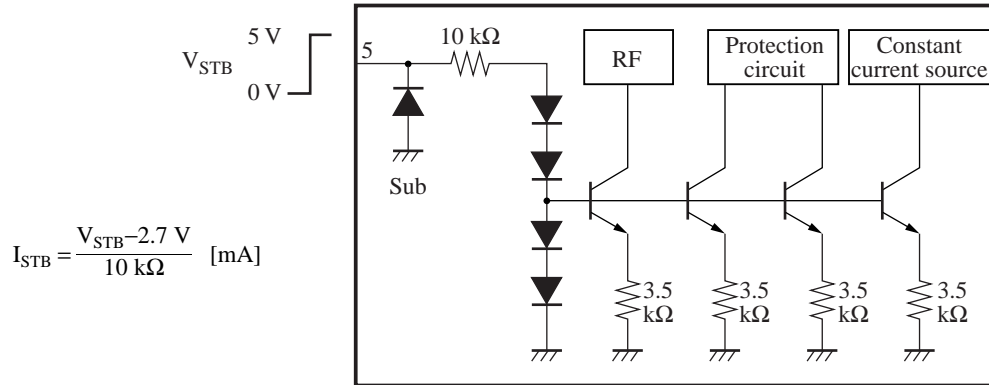 5 V
V_STB
0 V
5
10 kΩ
RF
Protection
circuit
Constant
current source
Sub
I_STB = (V_STB−2.7 V) / 10 kΩ [mA]
3.5
kΩ
3.5
kΩ
3.5
kΩ
3.5
kΩ